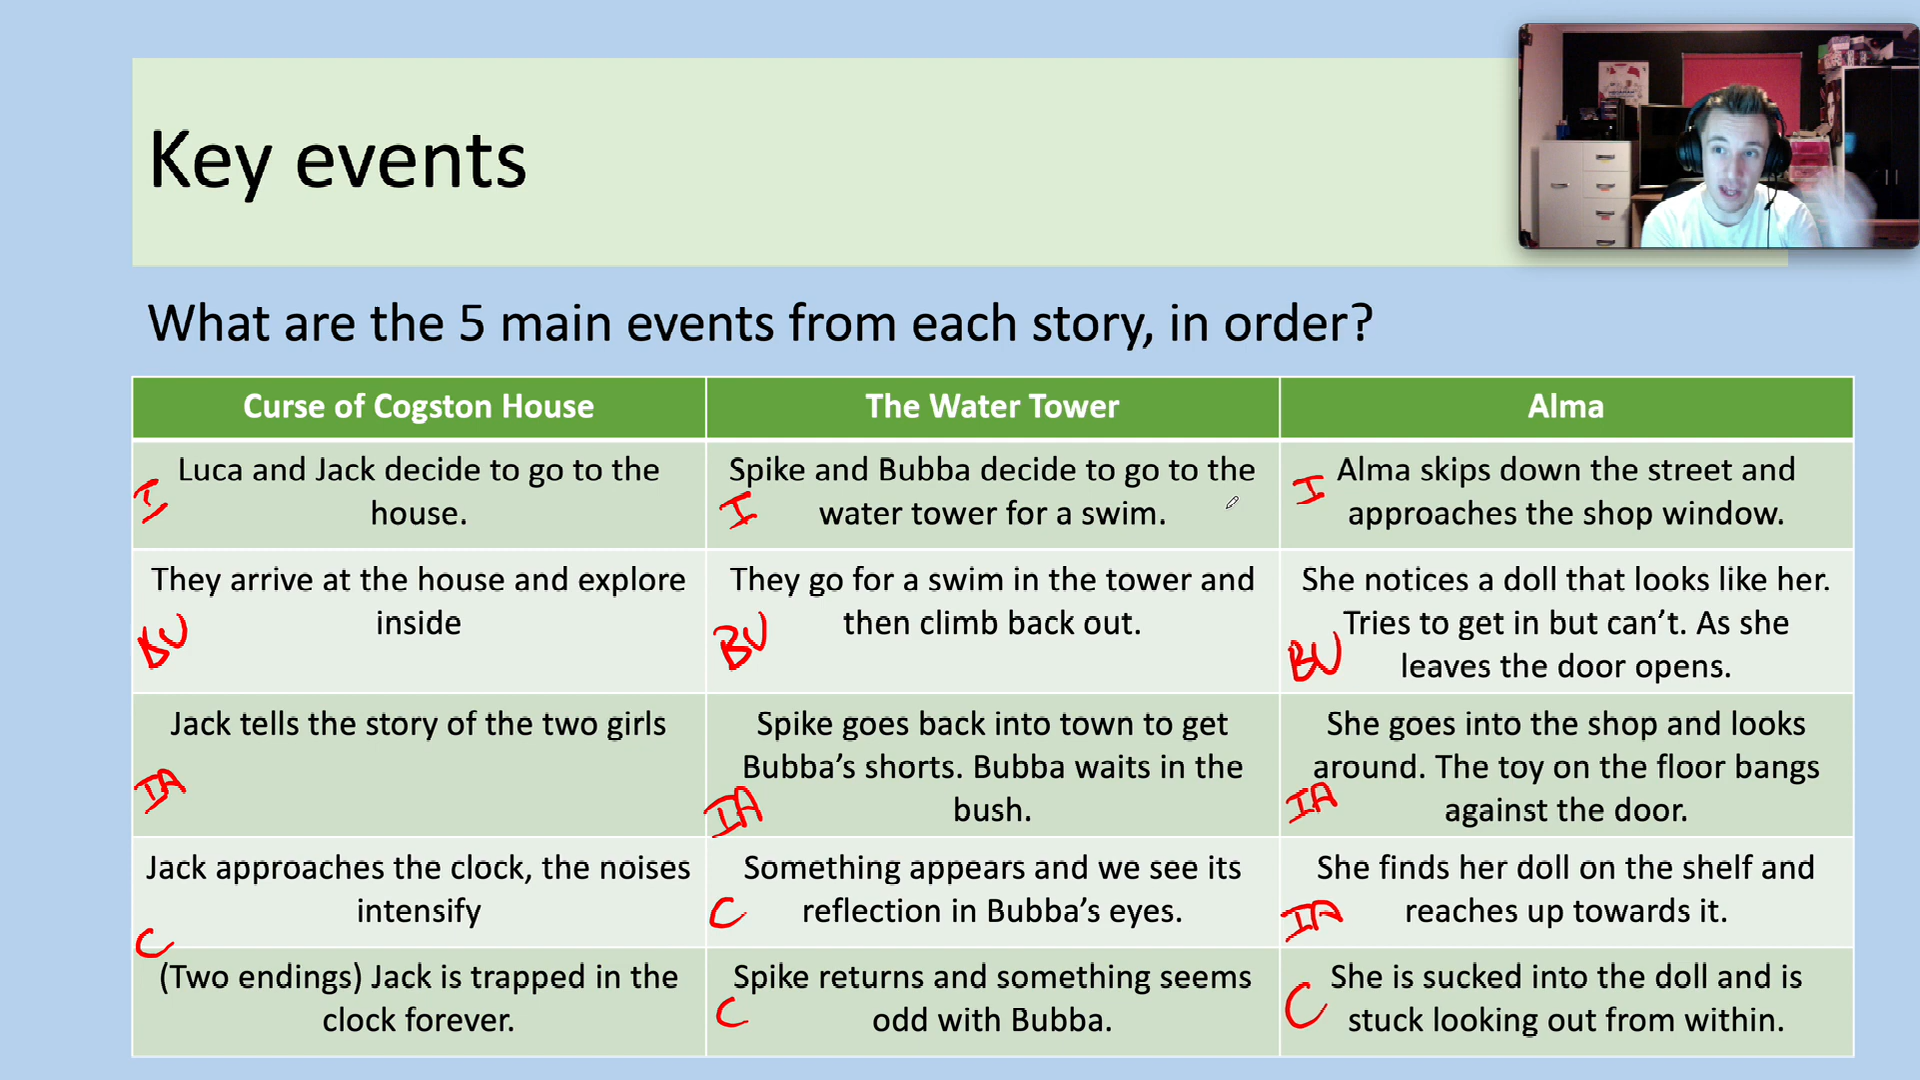 Key events
What are the 5 main events from each story, in order?
Curse of Cogston House
The Water Tower
Alma
I
Luca and Jack decide to go to the
house.
I
Spike and Bubba decide to go to the
water tower for a swim.
I
Alma skips down the street and
approaches the shop window.
BU
They arrive at the house and explore
inside
BU
They go for a swim in the tower and
then climb back out.
BU
She notices a doll that looks like her.
Tries to get in but can’t. As she
leaves the door opens.
IA
Jack tells the story of the two girls
IA
Spike goes back into town to get
Bubba’s shorts. Bubba waits in the
bush.
IA
She goes into the shop and looks
around. The toy on the floor bangs
against the door.
C
Jack approaches the clock, the noises
intensify
C
Something appears and we see its
reflection in Bubba’s eyes.
IA
She finds her doll on the shelf and
reaches up towards it.
(Two endings) Jack is trapped in the
clock forever.
C
Spike returns and something seems
odd with Bubba.
C
She is sucked into the doll and is
stuck looking out from within.